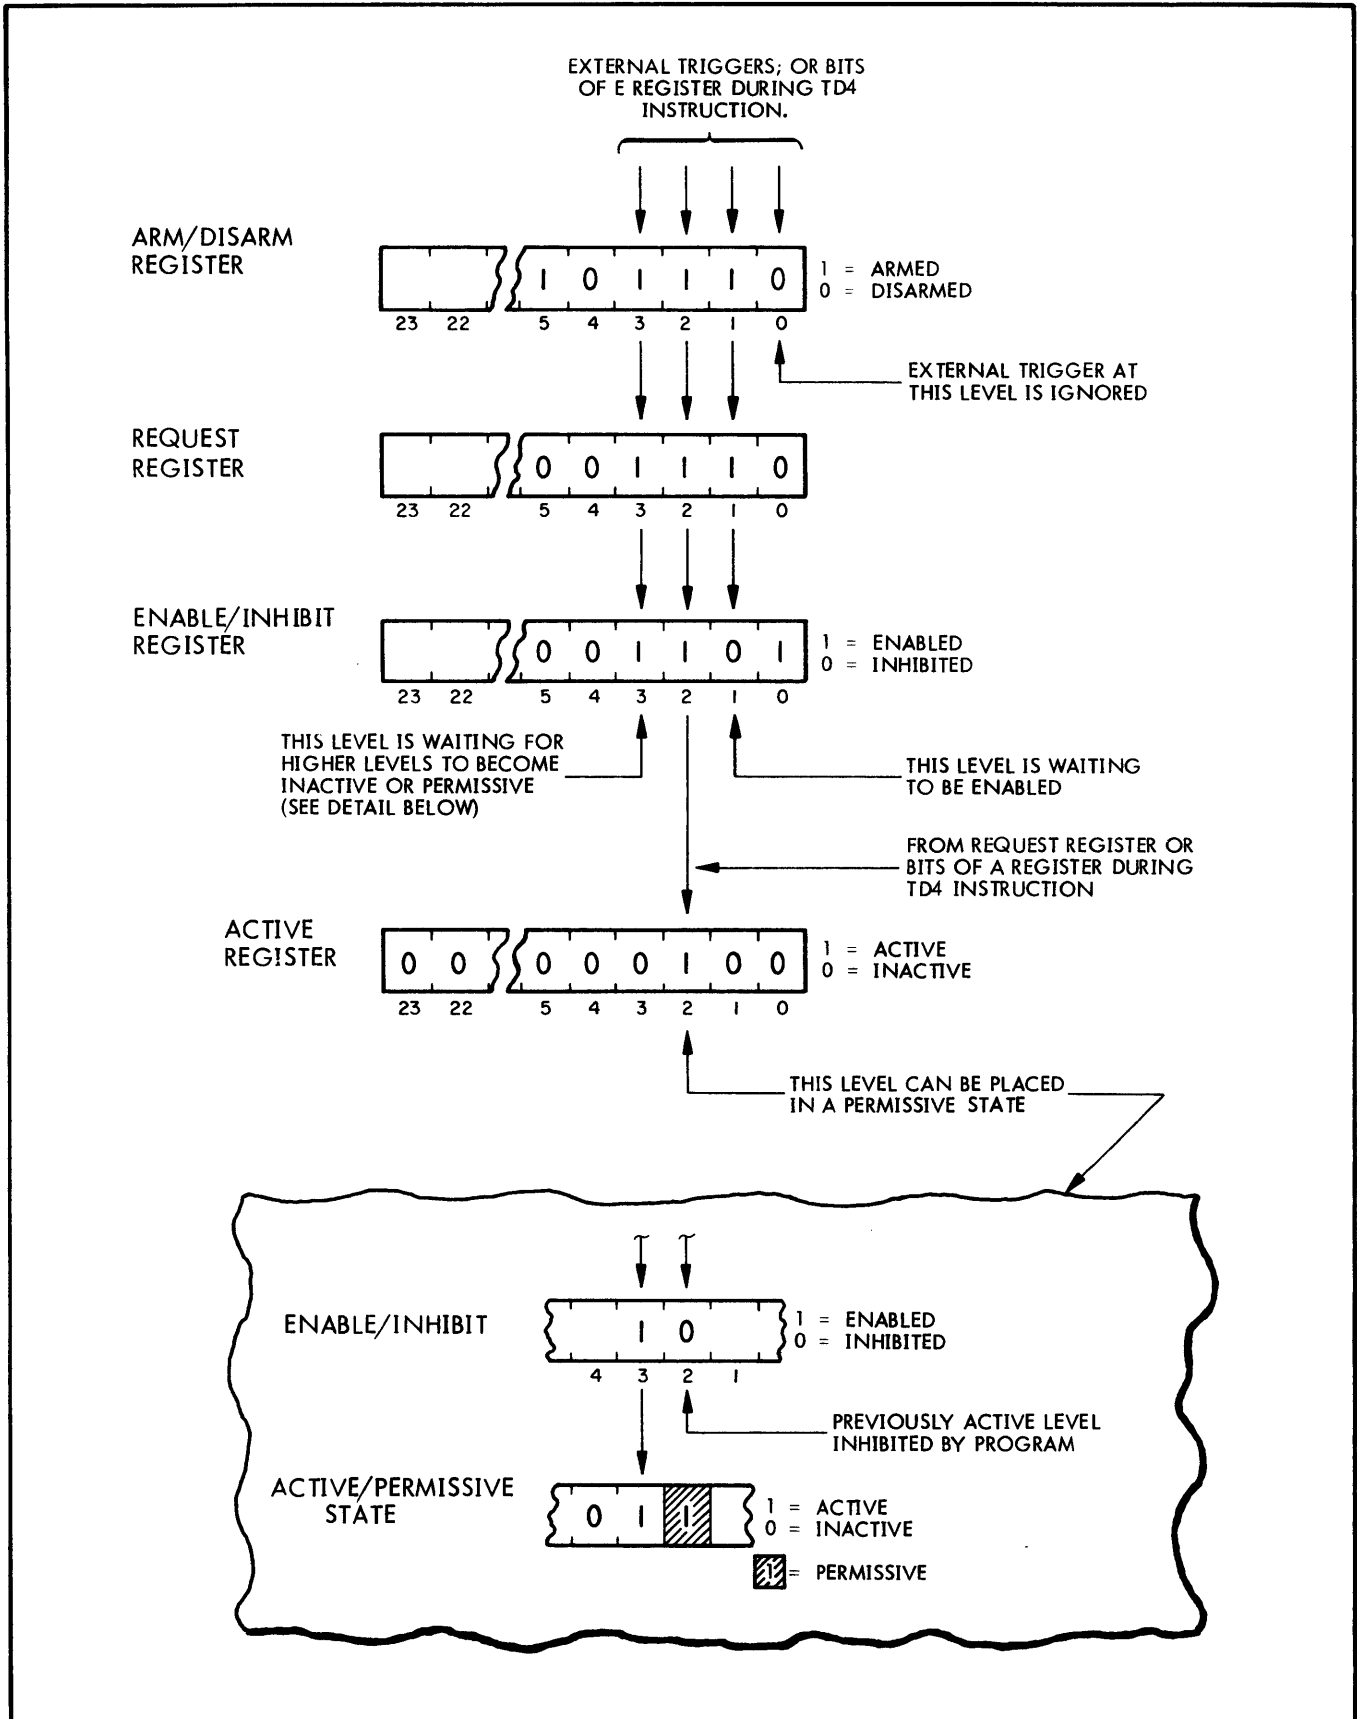 EXTERNAL TRIGGERS; OR BITS
OF E REGISTER DURING TD4
INSTRUCTION.
ARM/DISARM
REGISTER
1 0 1 1 1 0
1 = ARMED
0 = DISARMED
23 22 5 4 3 2 1 0
EXTERNAL TRIGGER AT
THIS LEVEL IS IGNORED
REQUEST
REGISTER
0 0 1 1 1 0
23 22 5 4 3 2 1 0
ENABLE/INHIBIT
REGISTER
0 0 1 1 0 1
1 = ENABLED
0 = INHIBITED
23 22 5 4 3 2 1 0
THIS LEVEL IS WAITING FOR
HIGHER LEVELS TO BECOME
INACTIVE OR PERMISSIVE
(SEE DETAIL BELOW)
THIS LEVEL IS WAITING
TO BE ENABLED
FROM REQUEST REGISTER OR
BITS OF A REGISTER DURING
TD4 INSTRUCTION
ACTIVE
REGISTER
0 0 0 0 0 1 0 0
1 = ACTIVE
0 = INACTIVE
23 22 5 4 3 2 1 0
THIS LEVEL CAN BE PLACED
IN A PERMISSIVE STATE
ENABLE/INHIBIT
1 0
1 = ENABLED
0 = INHIBITED
4 3 2 1
PREVIOUSLY ACTIVE LEVEL
INHIBITED BY PROGRAM
ACTIVE/PERMISSIVE
STATE
0 1 1
1 = ACTIVE
0 = INACTIVE
1 = PERMISSIVE